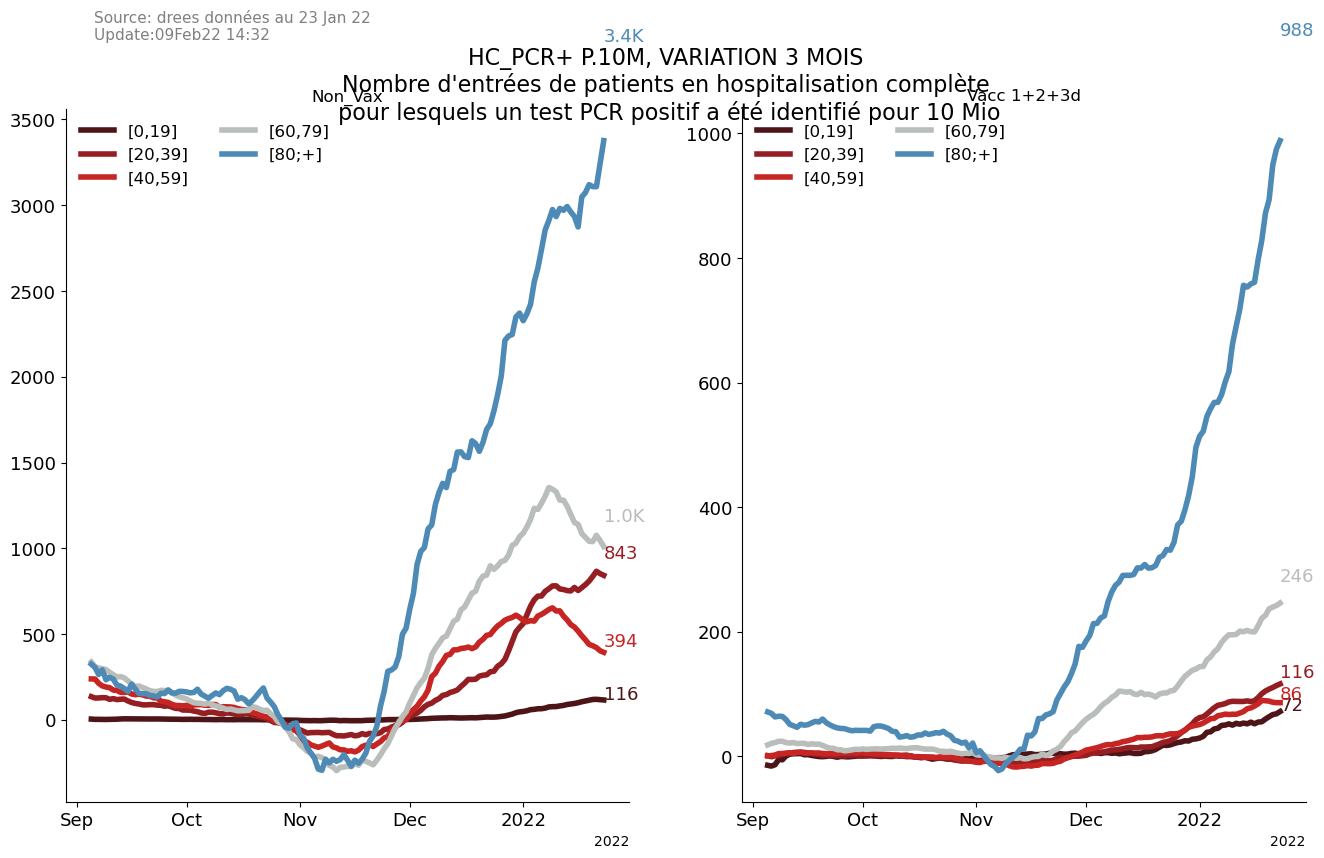 Source: drees données au 23 Jan 22
Update:09Feb22 14:32
HC_PCR+ P.10M, VARIATION 3 MOIS
Nombre d'entrées de patients en hospitalisation complète
pour lesquels un test PCR positif a été identifié pour 10 Mio
Non_Vax
[0,19]
[20,39]
[40,59]
[60,79]
[80;+]
3500
3000
2500
2000
1500
1000
500
0
3.4K
1.0K
843
394
116
Sep
Oct
Nov
Dec
2022
2022
Vacc 1+2+3d
[0,19]
[20,39]
[40,59]
[60,79]
[80;+]
1000
800
600
400
200
0
988
246
116
86
72
Sep
Oct
Nov
Dec
2022
2022